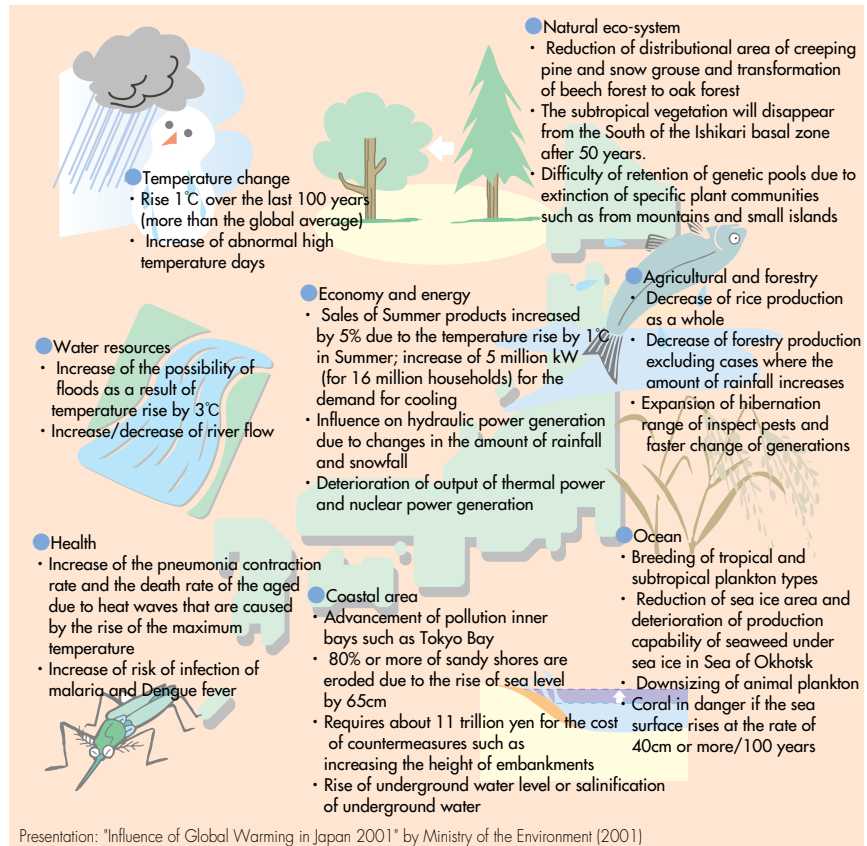 Natural eco-system
・ Reduction of distributional area of creeping
pine and snow grouse and transformation
of beech forest to oak forest
・The subtropical vegetation will disappear
from the South of the Ishikari basal zone
after 50 years.
・Difficulty of retention of genetic pools due to
extinction of specific plant communities
such as from mountains and small islands
Temperature change
・Rise 1℃ over the last 100 years
(more than the global average)
・ Increase of abnormal high
temperature days
Economy and energy
・ Sales of Summer products increased
by 5% due to the temperature rise by 1℃
in Summer; increase of 5 million kW
(for 16 million households) for the
demand for cooling
・Influence on hydraulic power generation
due to changes in the amount of rainfall
and snowfall
・Deterioration of output of thermal power
and nuclear power generation
Agricultural and forestry
・ Decrease of rice production
as a whole
・Decrease of forestry production
excluding cases where the
amount of rainfall increases
・Expansion of hibernation
range of inspect pests and
faster change of generations
Water resources
・ Increase of the possibility of
floods as a result of
temperature rise by 3℃
・Increase/decrease of river flow
Health
・Increase of the pneumonia contraction
rate and the death rate of the aged
due to heat waves that are caused
by the rise of the maximum
temperature
・Increase of risk of infection of
malaria and Dengue fever
Coastal area
・Advancement of pollution inner
bays such as Tokyo Bay
・ 80% or more of sandy shores are
eroded due to the rise of sea level
by 65cm
・Requires about 11 trillion yen for the cost
of countermeasures such as
increasing the height of embankments
・Rise of underground water level or salinification
of underground water
Ocean
・Breeding of tropical and
subtropical plankton types
・ Reduction of sea ice area and
deterioration of production
capability of seaweed under
sea ice in Sea of Okhotsk
・ Downsizing of animal plankton
・Coral in danger if the sea
surface rises at the rate of
40cm or more/100 years
Presentation: "Influence of Global Warming in Japan 2001" by Ministry of the Environment (2001)